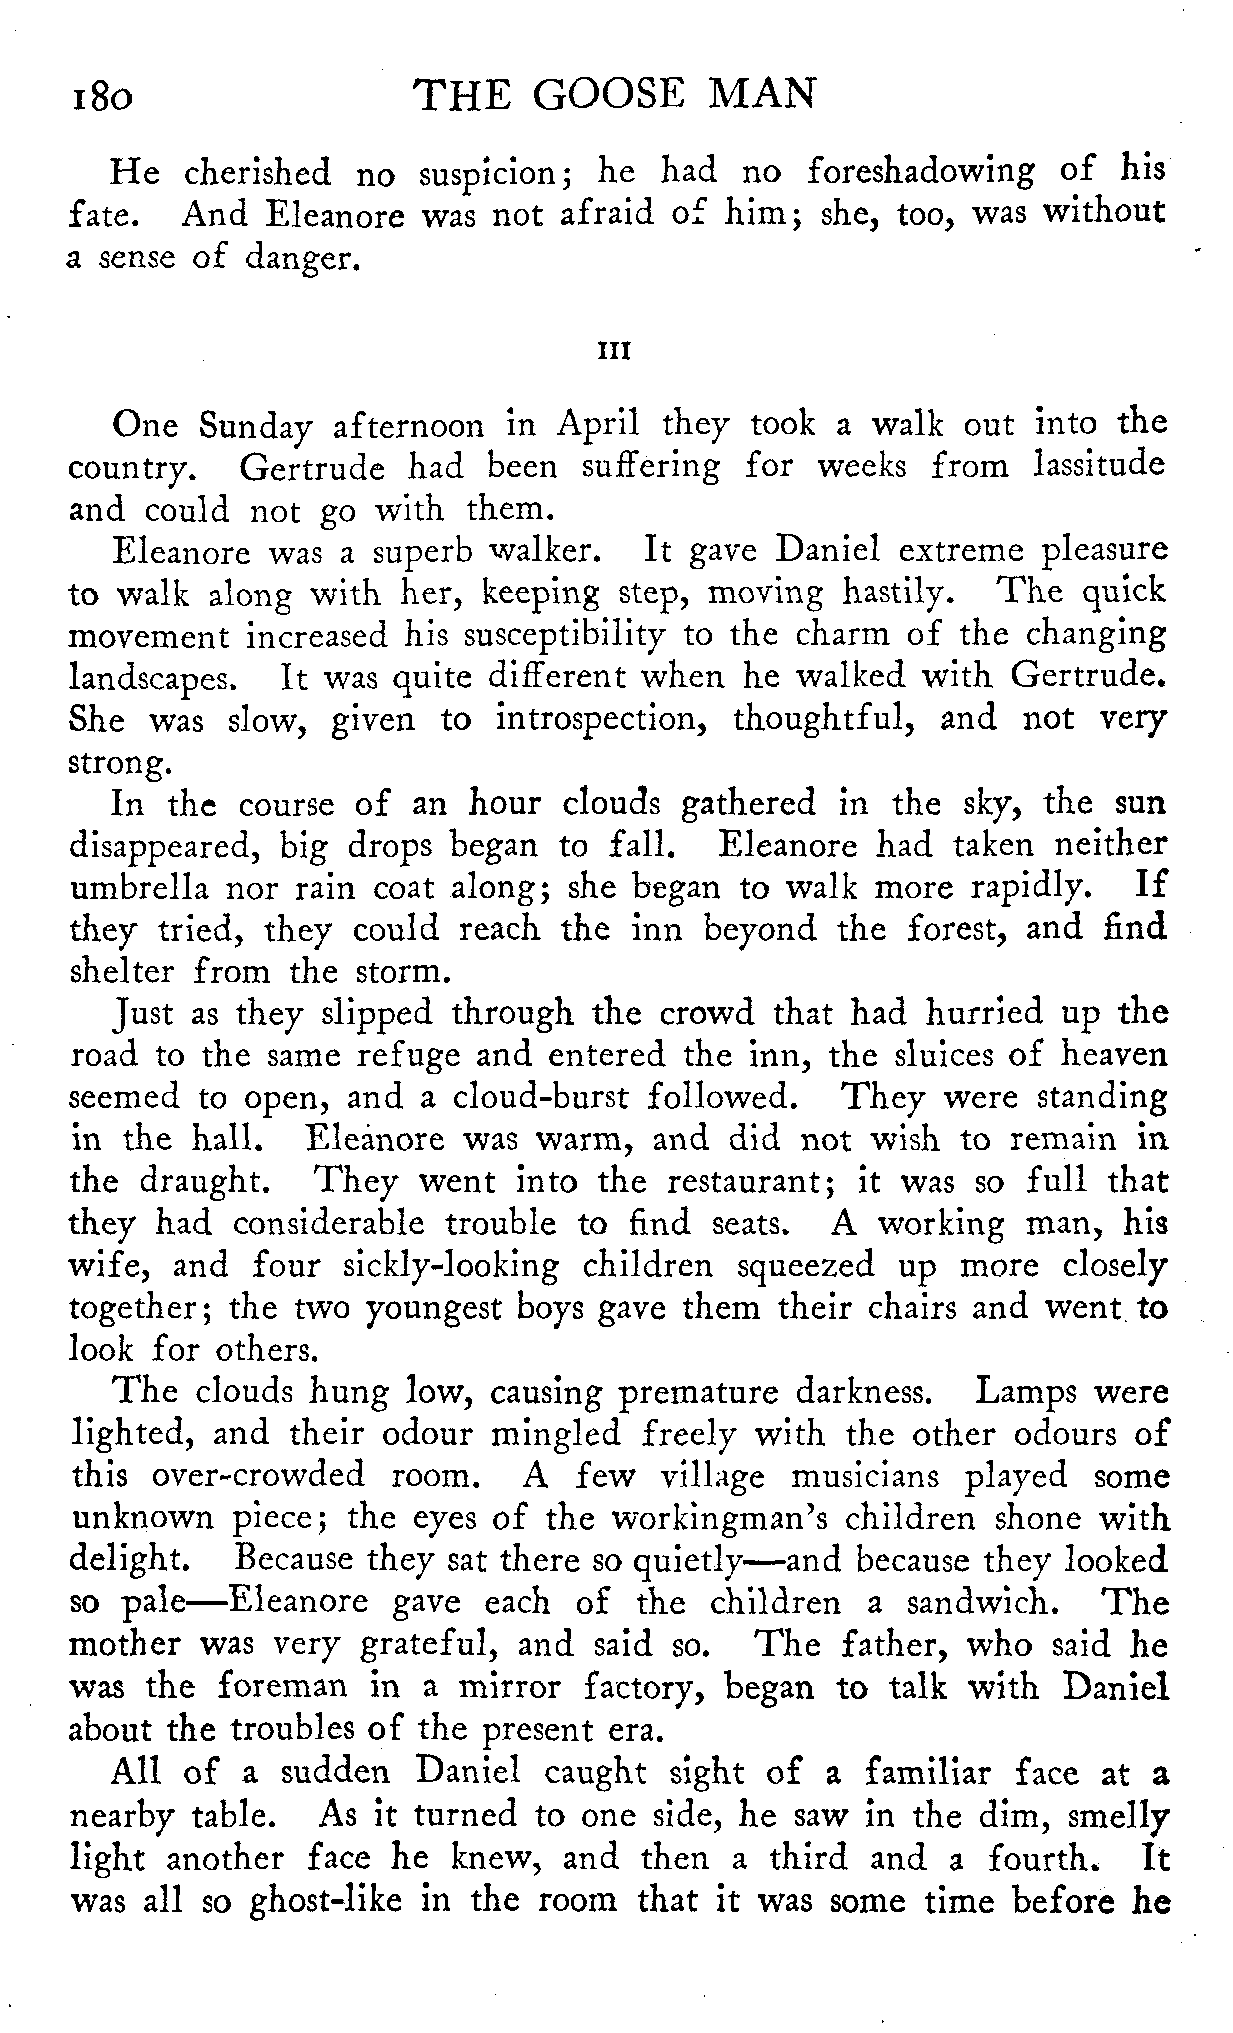 180 THE GOOSE MAN
He cherished no suspicion; he had no foreshadowing of his
fate. And Eleanore was not afraid of him; she, too, was without
a sense of danger.
III
One Sunday afternoon in April they took a walk out into the
country. Gertrude had been suffering for weeks from lassitude
and could not go with them.
Eleanore was a superb walker. It gave Daniel extreme pleasure
to walk along with her, keeping step, moving hastily. The quick
movement increased his susceptibility to the charm of the changing
landscapes. It was quite different when he walked with Gertrude.
She was slow, given to introspection, thoughtful, and not very
strong.
In the course of an hour clouds gathered in the sky, the sun
disappeared, big drops began to fall. Eleanore had taken neither
umbrella nor rain coat along; she began to walk more rapidly. If
they tried, they could reach the inn beyond the forest, and find
shelter from the storm.
Just as they slipped through the crowd that had hurried up the
road to the same refuge and entered the inn, the sluices of heaven
seemed to open, and a cloud-burst followed. They were standing
in the hall. Eleanore was warm, and did not wish to remain in
the draught. They went into the restaurant; it was so full that
they had considerable trouble to find seats. A working man, his
wife, and four sickly-looking children squeezed up more closely
together; the two youngest boys gave them their chairs and went to
look for others.
The clouds hung low, causing premature darkness. Lamps were
lighted, and their odour mingled freely with the other odours of
this over-crowded room. A few village musicians played some
unknown piece; the eyes of the workingman's children shone with
delight. Because they sat there so quietly—and because they looked
so pale—Eleanore gave each of the children a sandwich. The
mother was very grateful, and said so. The father, who said he
was the foreman in a mirror factory, began to talk with Daniel
about the troubles of the present era.
All of a sudden Daniel caught sight of a familiar face at a
nearby table. As it turned to one side, he saw in the dim, smelly
light another face he knew, and then a third and a fourth. It
was all so ghost-like in the room that it was some time before he